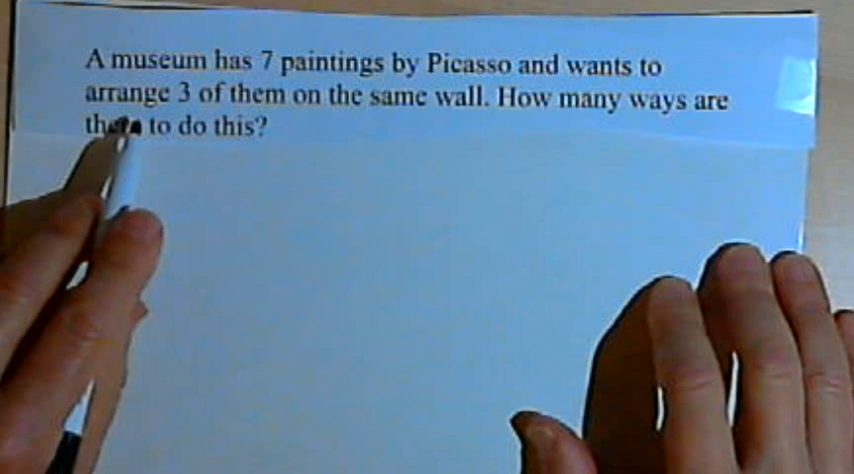 A museum has 7 paintings by Picasso and wants to
arrange 3 of them on the same wall. How many ways are
there to do this?